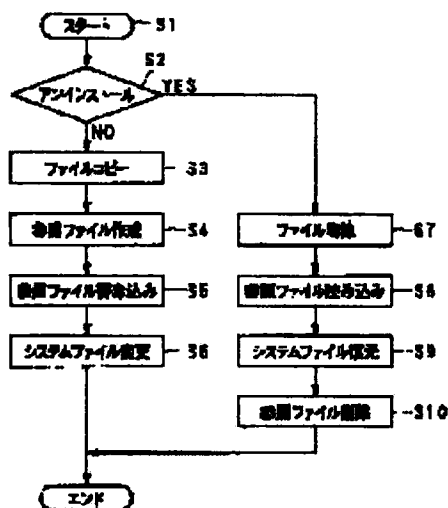 スタート S1
S2
アンインストール YES
NO
ファイルコピー S3
ファイル作成 S4
ファイル書き込み S5
システムファイル変更 S6
ファイル削除 S7
ファイル読み込み S8
システムファイル復元 S9
ファイル削除 S10
エンド